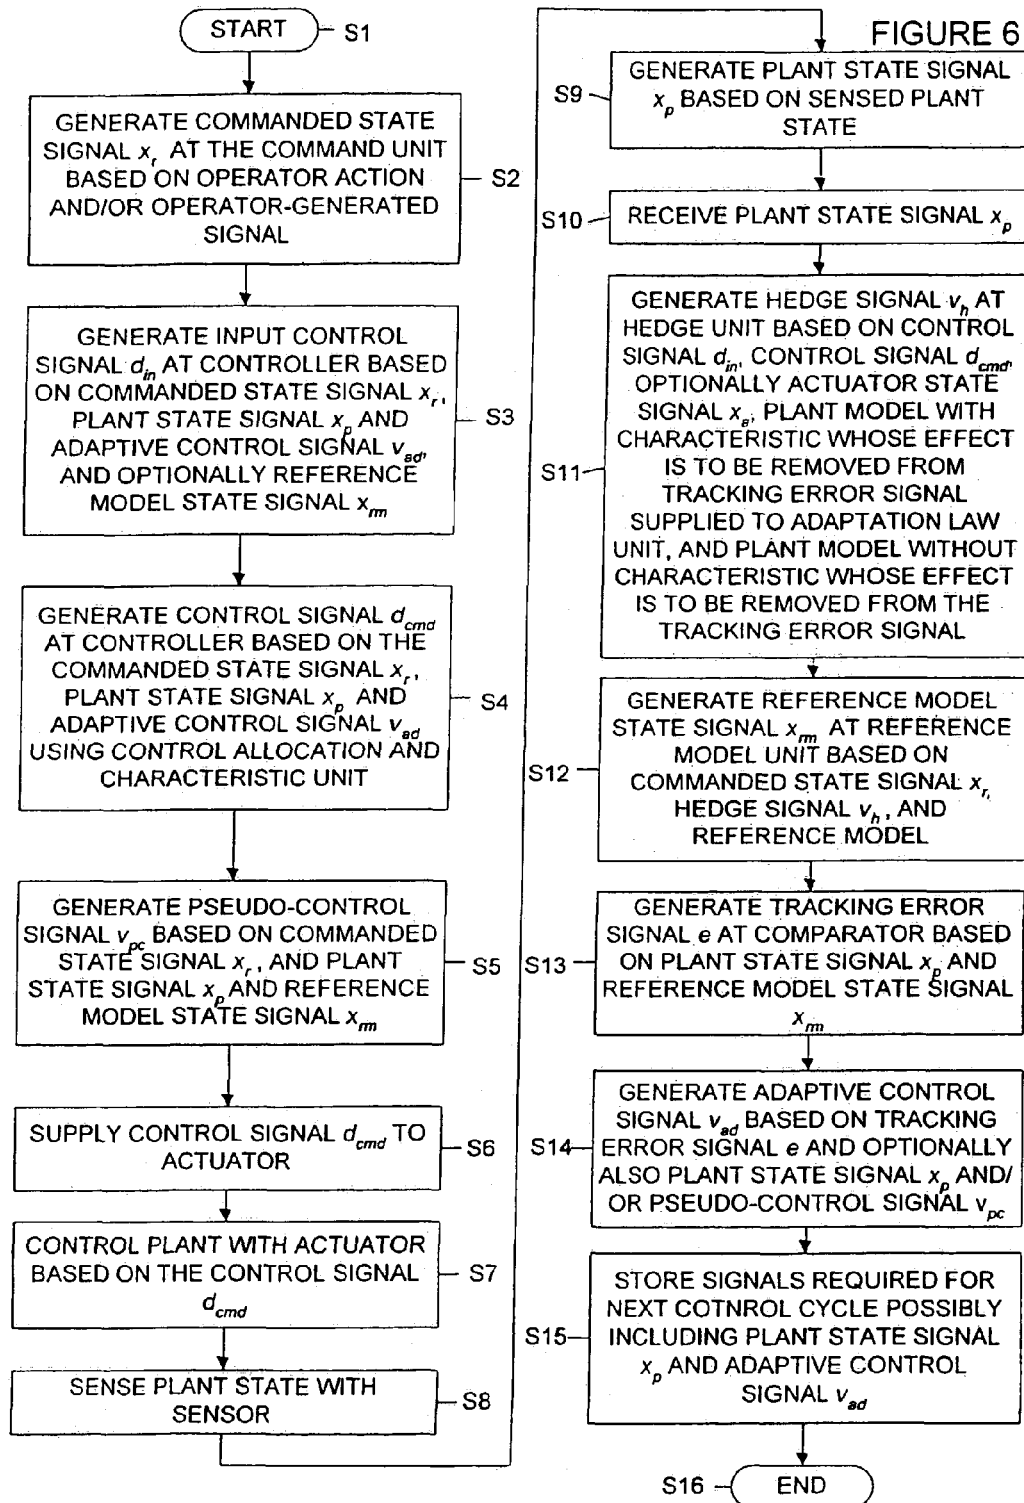 FIGURE 6
START
S1
GENERATE COMMANDED STATE
SIGNAL x_r AT THE COMMAND UNIT
BASED ON OPERATOR ACTION
AND/OR OPERATOR-GENERATED
SIGNAL
S2
GENERATE INPUT CONTROL
SIGNAL d_in AT CONTROLLER BASED
ON COMMANDED STATE SIGNAL x_r,
PLANT STATE SIGNAL x_p AND
ADAPTIVE CONTROL SIGNAL v_ad,
AND OPTIONALLY REFERENCE
MODEL STATE SIGNAL x_rm
S3
GENERATE CONTROL SIGNAL d_cmd
AT CONTROLLER BASED ON THE
COMMANDED STATE SIGNAL x_r,
PLANT STATE SIGNAL x_p AND
ADAPTIVE CONTROL SIGNAL v_ad
USING CONTROL ALLOCATION AND
CHARACTERISTIC UNIT
S4
GENERATE PSEUDO-CONTROL
SIGNAL v_pc BASED ON COMMANDED
STATE SIGNAL x_r, AND PLANT
STATE SIGNAL x_p AND REFERENCE
MODEL STATE SIGNAL x_rm
S5
SUPPLY CONTROL SIGNAL d_cmd TO
ACTUATOR
S6
CONTROL PLANT WITH ACTUATOR
BASED ON THE CONTROL SIGNAL
d_cmd
S7
SENSE PLANT STATE WITH
SENSOR
S8
GENERATE PLANT STATE SIGNAL
x_p BASED ON SENSED PLANT
STATE
S9
RECEIVE PLANT STATE SIGNAL x_p
S10
GENERATE HEDGE SIGNAL v_h AT
HEDGE UNIT BASED ON CONTROL
SIGNAL d_in, CONTROL SIGNAL d_cmd,
OPTIONALLY ACTUATOR STATE
SIGNAL x_a, PLANT MODEL WITH
CHARACTERISTIC WHOSE EFFECT
IS TO BE REMOVED FROM
TRACKING ERROR SIGNAL
SUPPLIED TO ADAPTATION LAW
UNIT, AND PLANT MODEL WITHOUT
CHARACTERISTIC WHOSE EFFECT
IS TO BE REMOVED FROM THE
TRACKING ERROR SIGNAL
S11
GENERATE REFERENCE MODEL
STATE SIGNAL x_rm AT REFERENCE
MODEL UNIT BASED ON
COMMANDED STATE SIGNAL x_r,
HEDGE SIGNAL v_h, AND
REFERENCE MODEL
S12
GENERATE TRACKING ERROR
SIGNAL e AT COMPARATOR BASED
ON PLANT STATE SIGNAL x_p AND
REFERENCE MODEL STATE SIGNAL
x_rm
S13
GENERATE ADAPTIVE CONTROL
SIGNAL v_ad BASED ON TRACKING
ERROR SIGNAL e AND OPTIONALLY
ALSO PLANT STATE SIGNAL x_p AND/
OR PSEUDO-CONTROL SIGNAL v_pc
S14
STORE SIGNALS REQUIRED FOR
NEXT COTNROL CYCLE POSSIBLY
INCLUDING PLANT STATE SIGNAL
x_p AND ADAPTIVE CONTROL
SIGNAL v_ad
S15
S16
END